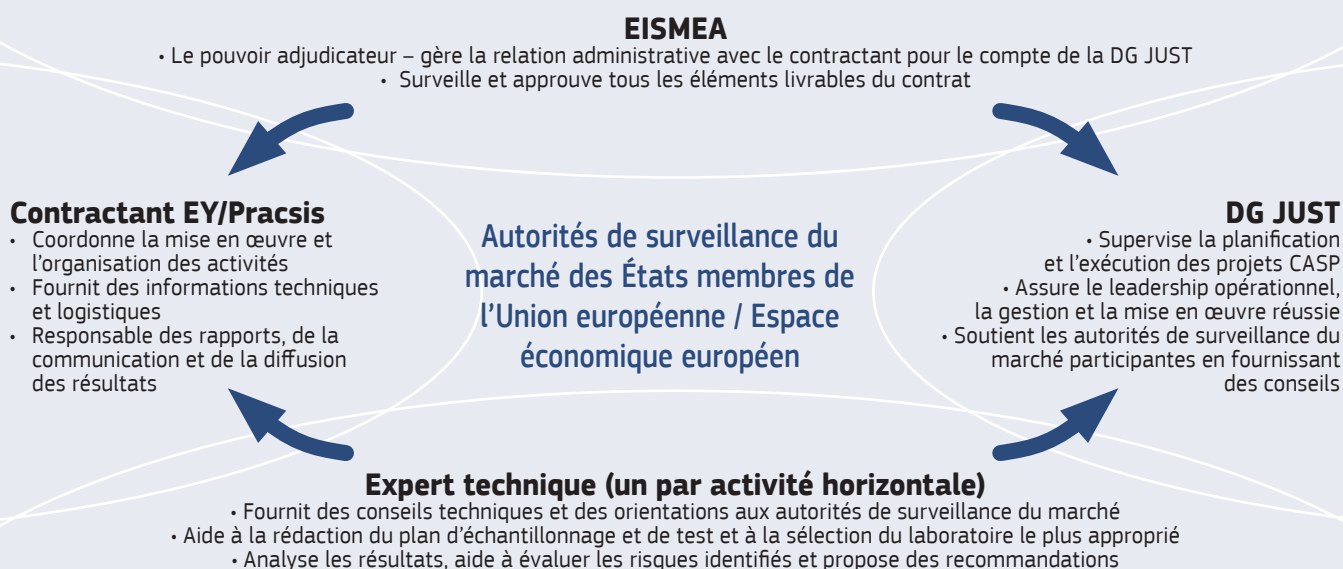 EISMEA
• Le pouvoir adjudicateur – gère la relation administrative avec le contractant pour le compte de la DG JUST
• Surveille et approuve tous les éléments livrables du contrat
Contractant EY/Pracsis
• Coordonne la mise en œuvre et
l'organisation des activités
• Fournit des informations techniques
et logistiques
• Responsable des rapports, de la
communication et de la diffusion
des résultats
Autorités de surveillance du
marché des États membres de
l'Union européenne / Espace
économique européen
DG JUST
• Supervise la planification
et l'exécution des projets CASP
• Assure le leadership opérationnel,
la gestion et la mise en œuvre réussie
• Soutient les autorités de surveillance du
marché participantes en fournissant
des conseils
Expert technique (un par activité horizontale)
• Fournit des conseils techniques et des orientations aux autorités de surveillance du marché
• Aide à la rédaction du plan d'échantillonnage et de test et à la sélection du laboratoire le plus approprié
• Analyse les résultats, aide à évaluer les risques identifiés et propose des recommandations